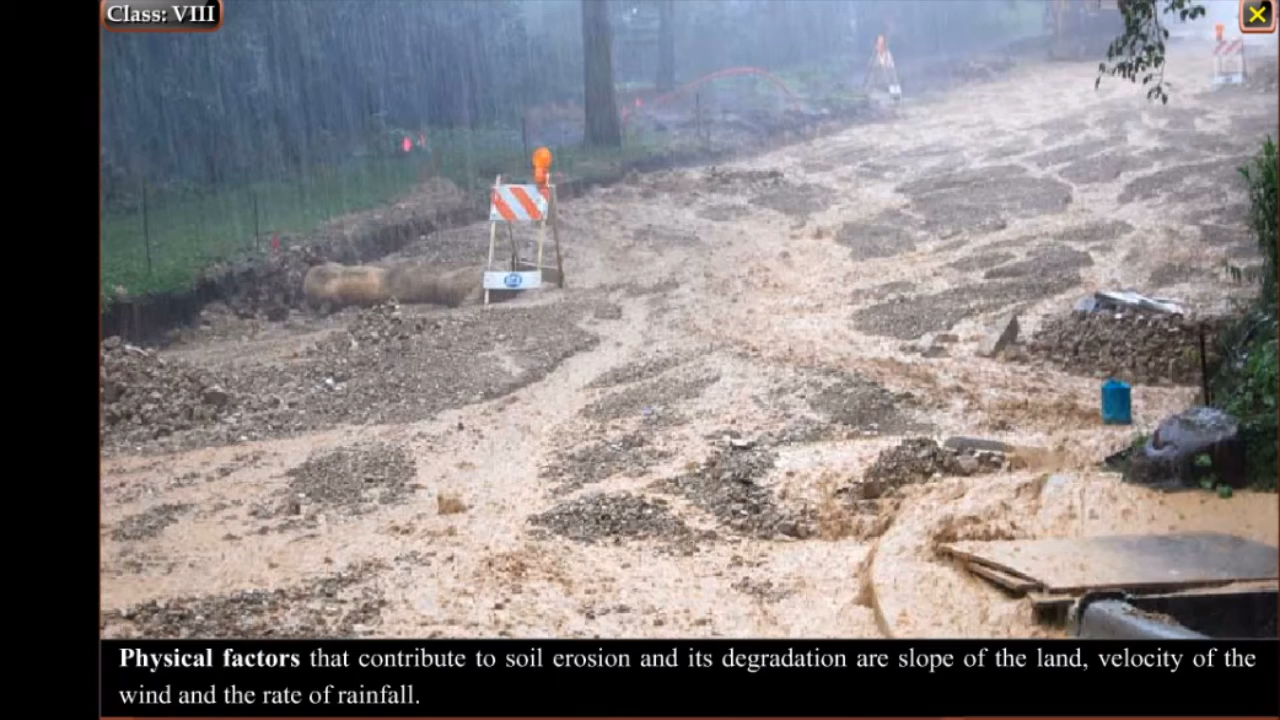 Class: VIII
Physical factors that contribute to soil erosion and its degradation are slope of the land, velocity of the
wind and the rate of rainfall.